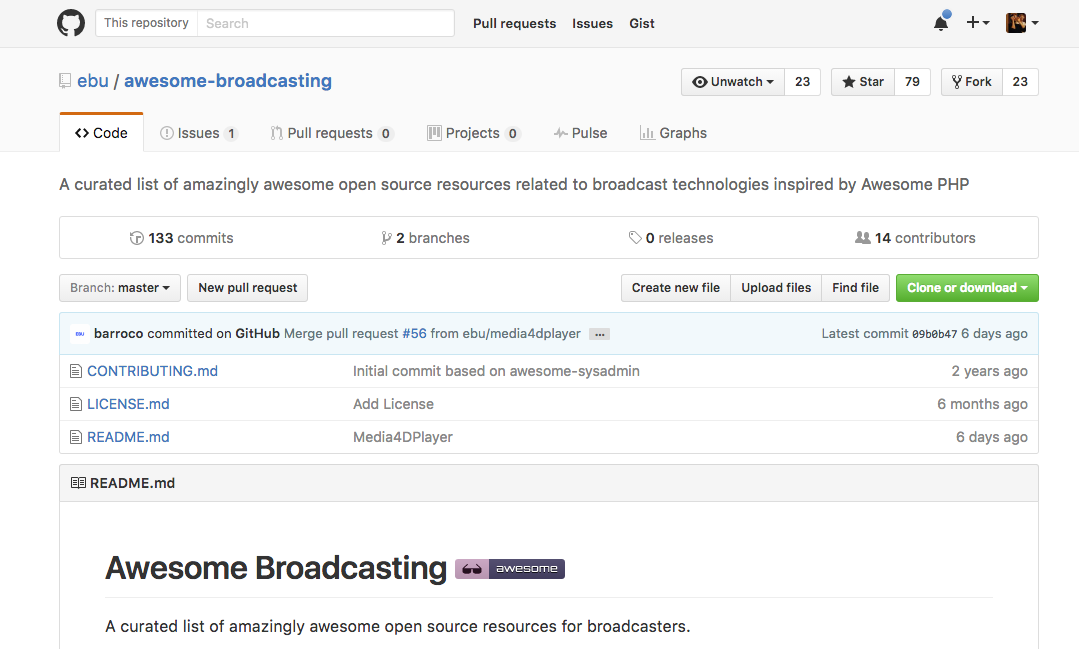 This repository Search Pull requests Issues Gist
ebu / awesome-broadcasting Unwatch 23 Star 79 Fork 23
Code Issues 1 Pull requests 0 Projects 0 Pulse Graphs
A curated list of amazingly awesome open source resources related to broadcast technologies inspired by Awesome PHP
133 commits 2 branches 0 releases 14 contributors
Branch: master New pull request Create new file Upload files Find file Clone or download
EBU barroco committed on GitHub Merge pull request #56 from ebu/media4dplayer ... Latest commit 09b0b47 6 days ago
CONTRIBUTING.md Initial commit based on awesome-sysadmin 2 years ago
LICENSE.md Add License 6 months ago
README.md Media4DPlayer 6 days ago
README.md
Awesome Broadcasting awesome
A curated list of amazingly awesome open source resources for broadcasters.